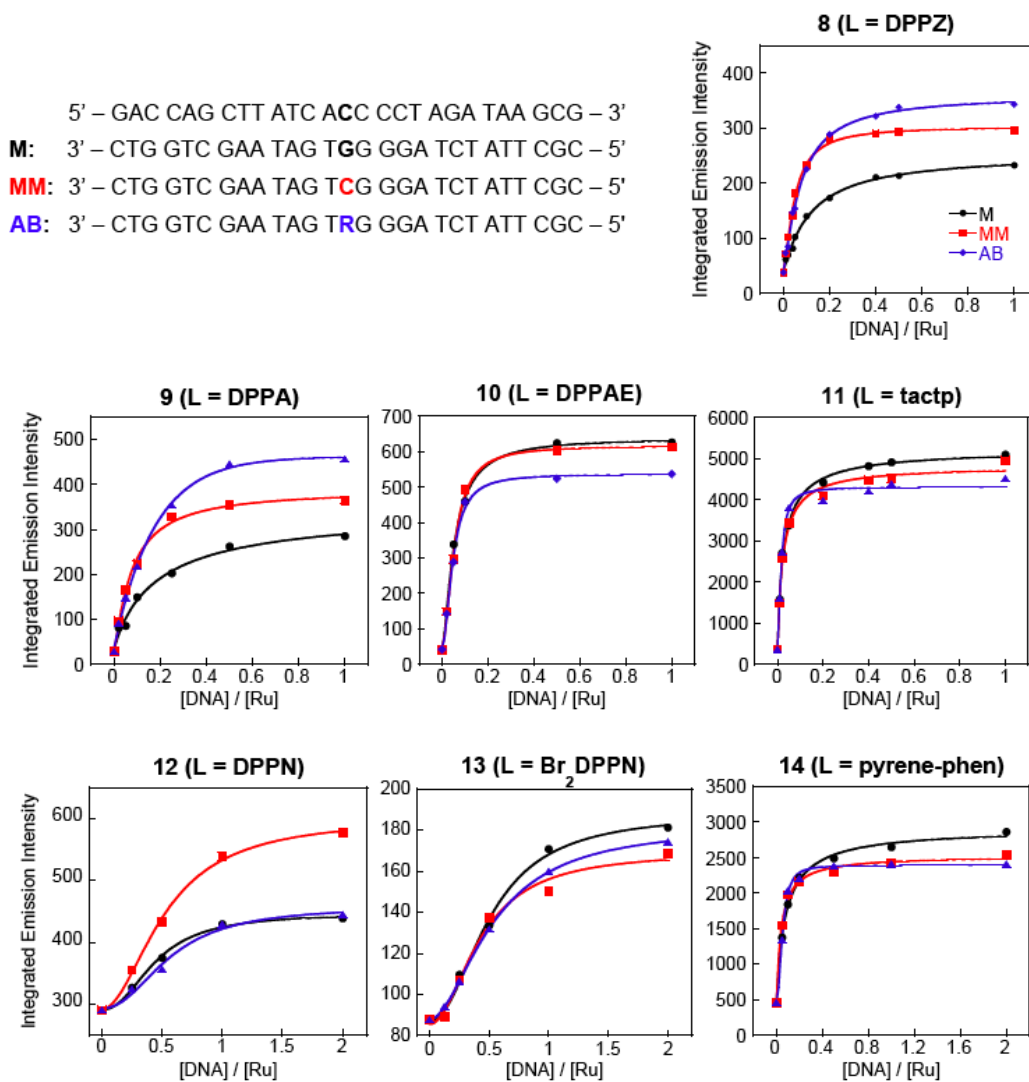 8 (L = DPPZ)
5’ – GAC CAG CTT ATC ACC CCT AGA TAA GCG – 3’
M: 3’ – CTG GTC GAA TAG TGG GGA TCT ATT CGC – 5’
MM: 3’ – CTG GTC GAA TAG TCG GGA TCT ATT CGC – 5'
AB: 3’ – CTG GTC GAA TAG TRG GGA TCT ATT CGC – 5'
Integrated Emission Intensity
400
300
200
100
0
M
MM
AB
0 0.2 0.4 0.6 0.8 1
[DNA] / [Ru]
9 (L = DPPA)
Integrated Emission Intensity
500
400
300
200
100
0
0 0.2 0.4 0.6 0.8 1
[DNA] / [Ru]
10 (L = DPPAE)
700
600
500
400
300
200
100
0
0 0.2 0.4 0.6 0.8 1
[DNA] / [Ru]
11 (L = tactp)
6000
5000
4000
3000
2000
1000
0
0 0.2 0.4 0.6 0.8 1
[DNA] / [Ru]
12 (L = DPPN)
Integrated Emission Intensity
600
500
400
300
0 0.5 1 1.5 2
[DNA] / [Ru]
13 (L = Br2DPPN)
200
180
160
140
120
100
80
0 0.5 1 1.5 2
[DNA] / [Ru]
14 (L = pyrene-phen)
3500
3000
2500
2000
1500
1000
500
0
0 0.4 0.8 1.2 1.6 2
[DNA] / [Ru]